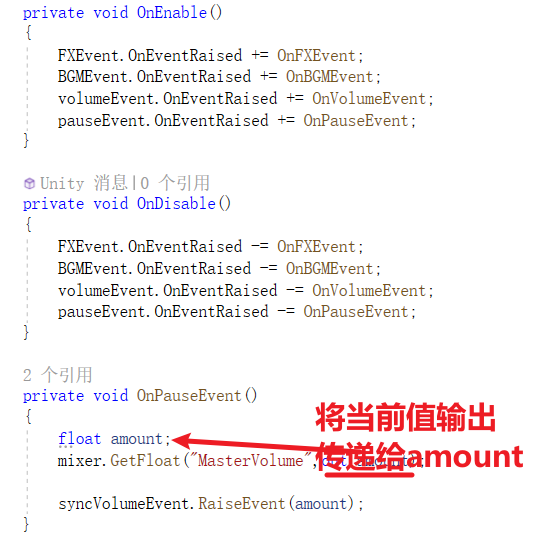 private void OnEnable()
{
FXEvent.OnEventRaised += OnFXEvent;
BGMEvent.OnEventRaised += OnBGMEvent;
volumeEvent.OnEventRaised += OnVolumeEvent;
pauseEvent.OnEventRaised += OnPauseEvent;
}
Unity 消息|0 个引用
private void OnDisable()
{
FXEvent.OnEventRaised -= OnFXEvent;
BGMEvent.OnEventRaised -= OnBGMEvent;
volumeEvent.OnEventRaised -= OnVolumeEvent;
pauseEvent.OnEventRaised -= OnPauseEvent;
}
2 个引用
private void OnPauseEvent()
{
将当前值输出
float amount;
传递给amount
mixer.GetFloat("MasterVolume",
syncVolumeEvent.RaiseEvent(amount);
}